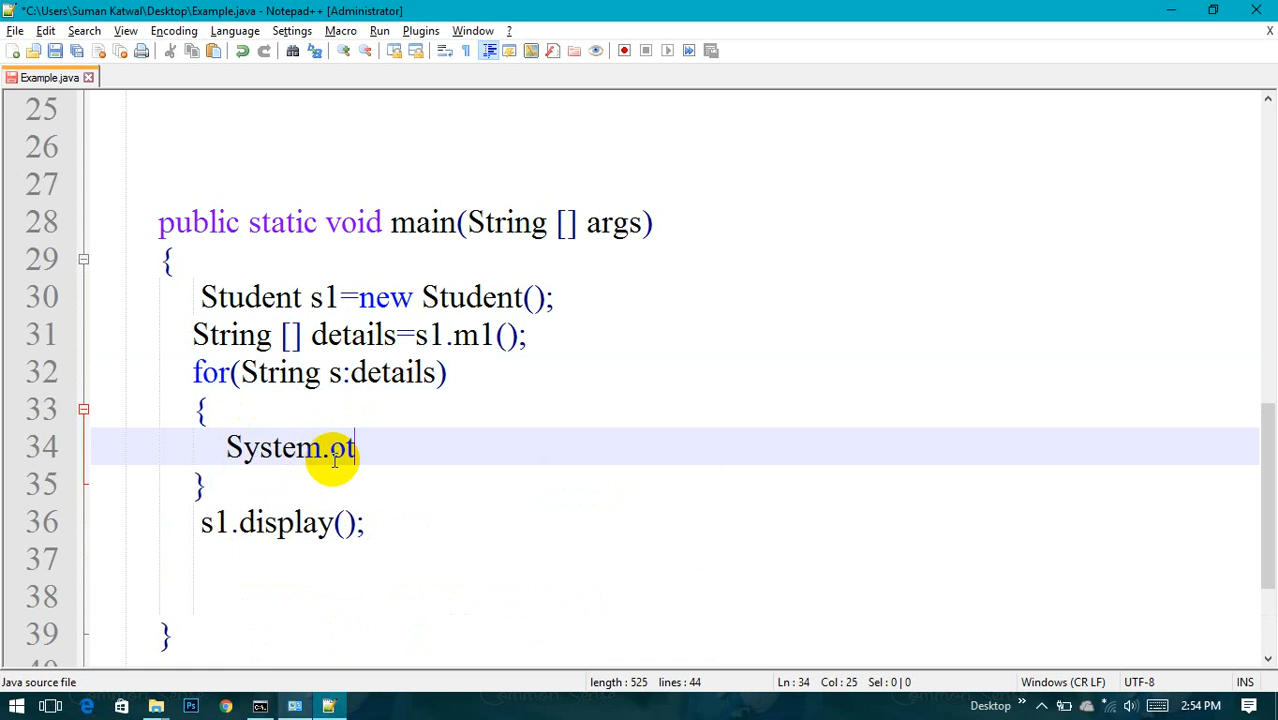 *C:\Users\Suman Katwal\Desktop\Example.java - Notepad++ [Administrator]
File Edit Search View Encoding Language Settings Macro Run Plugins Window ? X
Example.java
25
26
27
28 public static void main(String [] args)
29 {
30 Student s1=new Student();
31 String [] details=s1.m1();
32 for(String s:details)
33 {
34 System.ot
35 }
36 s1.display();
37
38
39 }
Java source file length : 525 lines : 44 Ln : 34 Col : 25 Sel : 0 | 0 Windows (CR LF) UTF-8 INS
Desktop 2:54 PM